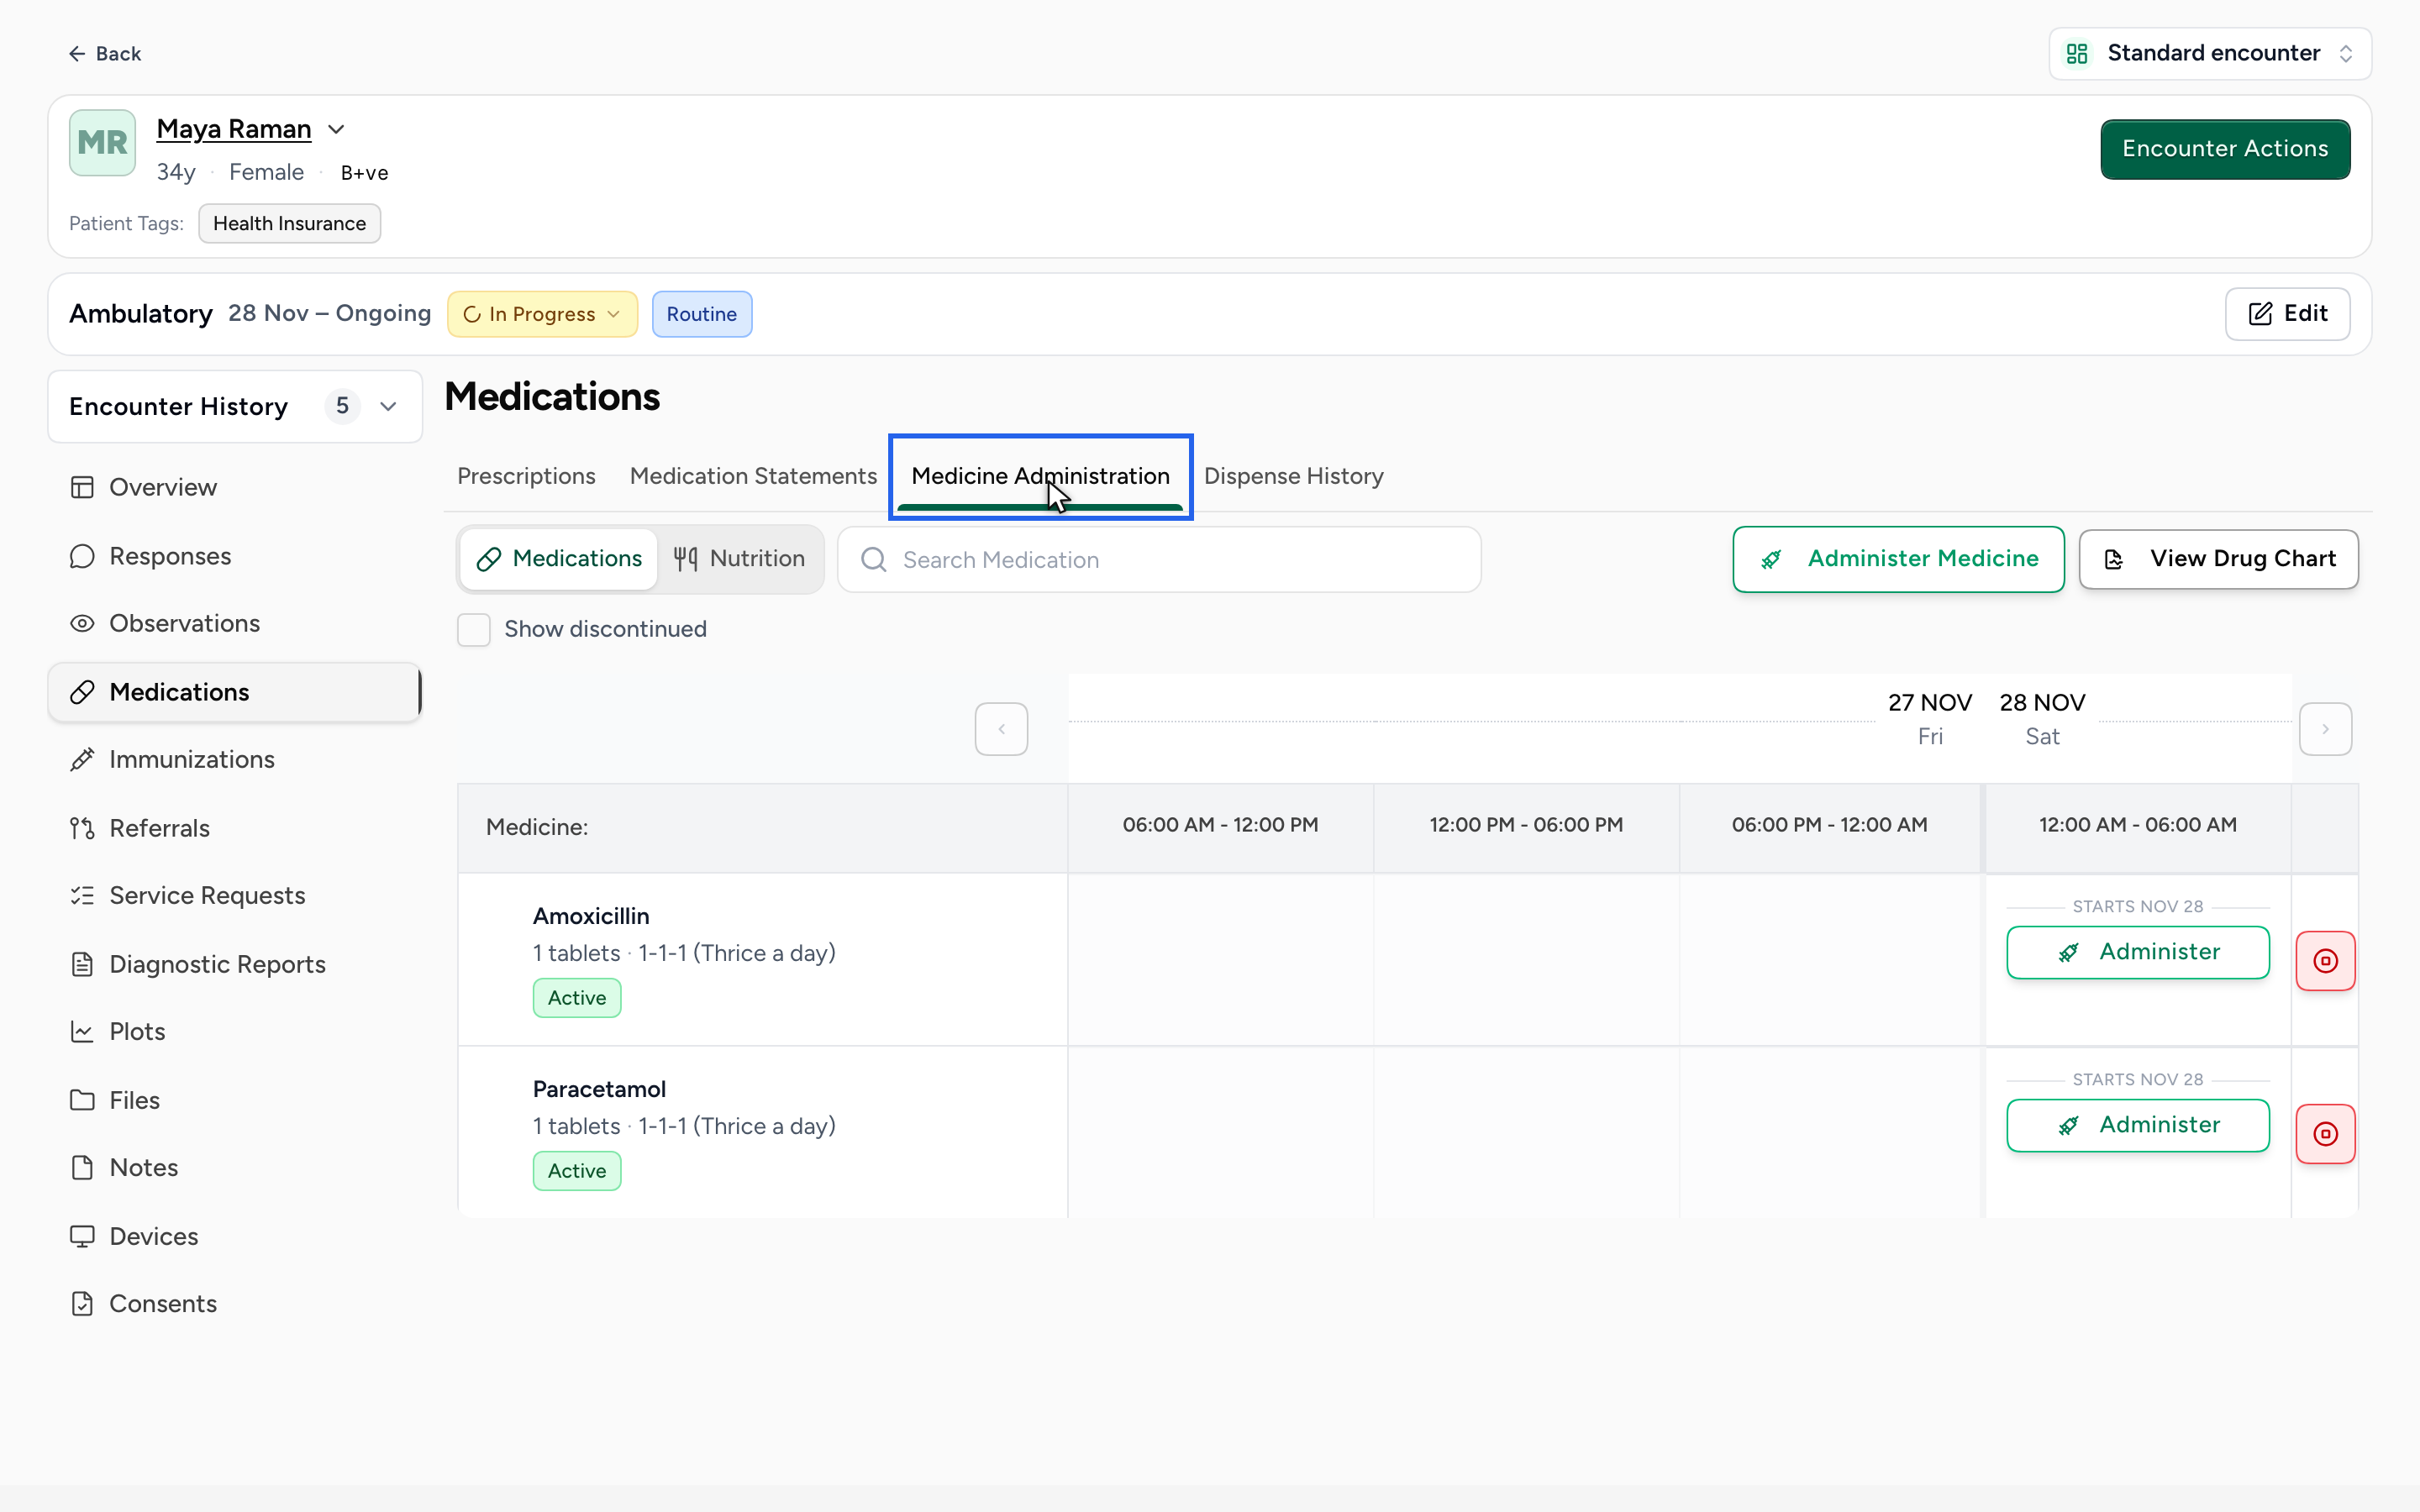 Back
Standard encounter
MR
Maya Raman
34y · Female · B+ve
Encounter Actions
Patient Tags: Health Insurance
Ambulatory 28 Nov – Ongoing In Progress Routine
Edit
Encounter History 5
Overview
Responses
Observations
Medications
Immunizations
Referrals
Service Requests
Diagnostic Reports
Plots
Files
Notes
Devices
Consents
Medications
Prescriptions Medication Statements Medicine Administration Dispense History
Medications Nutrition Search Medication Administer Medicine View Drug Chart
Show discontinued
27 NOV 28 NOV
Fri Sat
Medicine: 06:00 AM - 12:00 PM 12:00 PM - 06:00 PM 06:00 PM - 12:00 AM 12:00 AM - 06:00 AM
Amoxicillin
1 tablets · 1-1-1 (Thrice a day)
Active
STARTS NOV 28
Administer
Paracetamol
1 tablets · 1-1-1 (Thrice a day)
Active
STARTS NOV 28
Administer